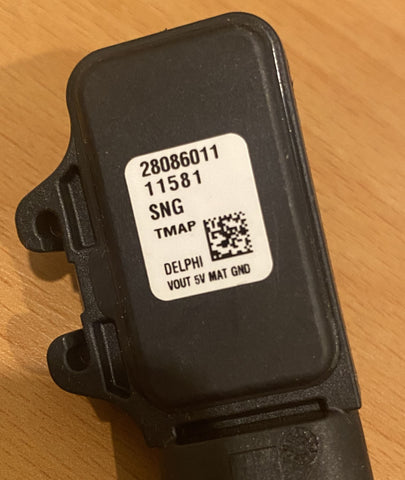 28086011
11581
SNG
TMAP
DELPHI
VOUT 5V MAT GND